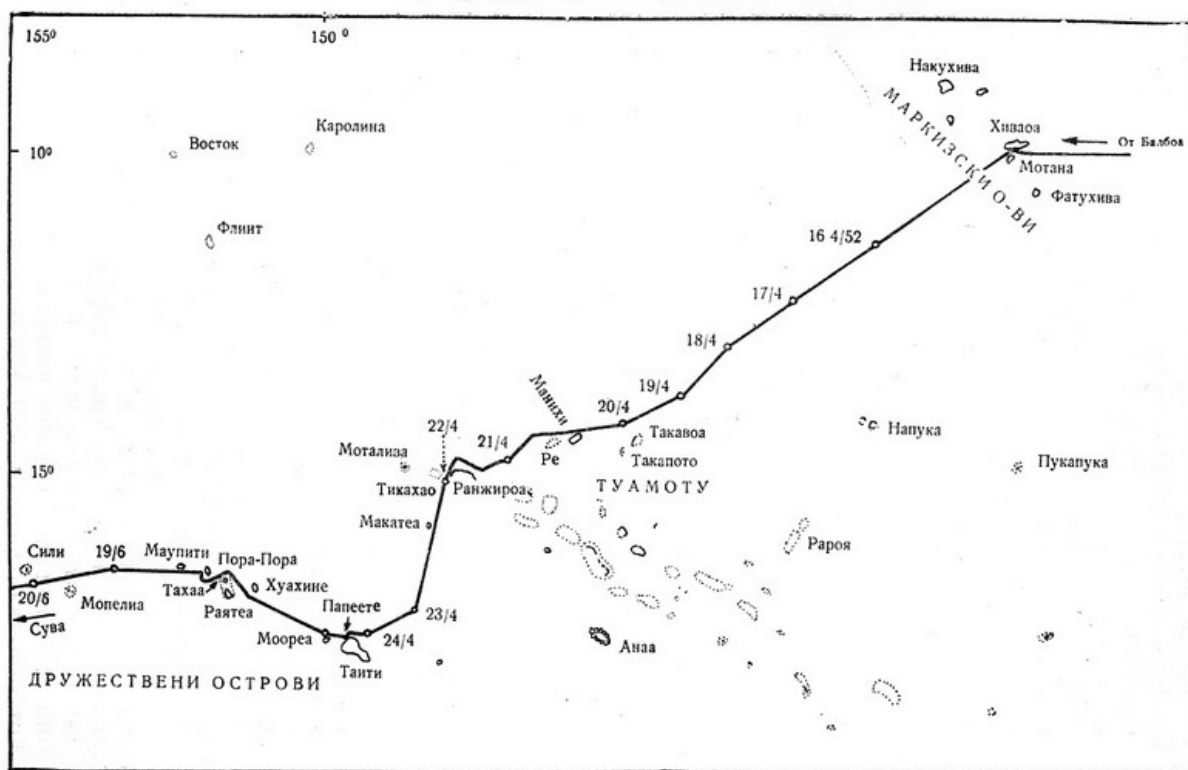 155⁰
150⁰
Накухива
МАРКИЗСКИ О-ВИ
Хиваоа
От Балбоа
Каролина
Восток
10⁰
Мотана
Фатухива
Флиит
16 4/52
17/4
18/4
19/4
Манихи
20/4
22/4
21/4
Такавоа
Напука
Мотализа
Ре
Такапото
Пукапука
15⁰
Тикахао
Ранжироа
ТУАМОТУ
Макатеа
Рароя
Сили
19/6
Маупити
Пора-Пора
Хуахине
20/6
Мопелиа
Тахаа
Раятеа
Папеете
23/4
Сува
Моореа
24/4
Анаа
Таити
ДРУЖЕСТВЕНИ ОСТРОВИ